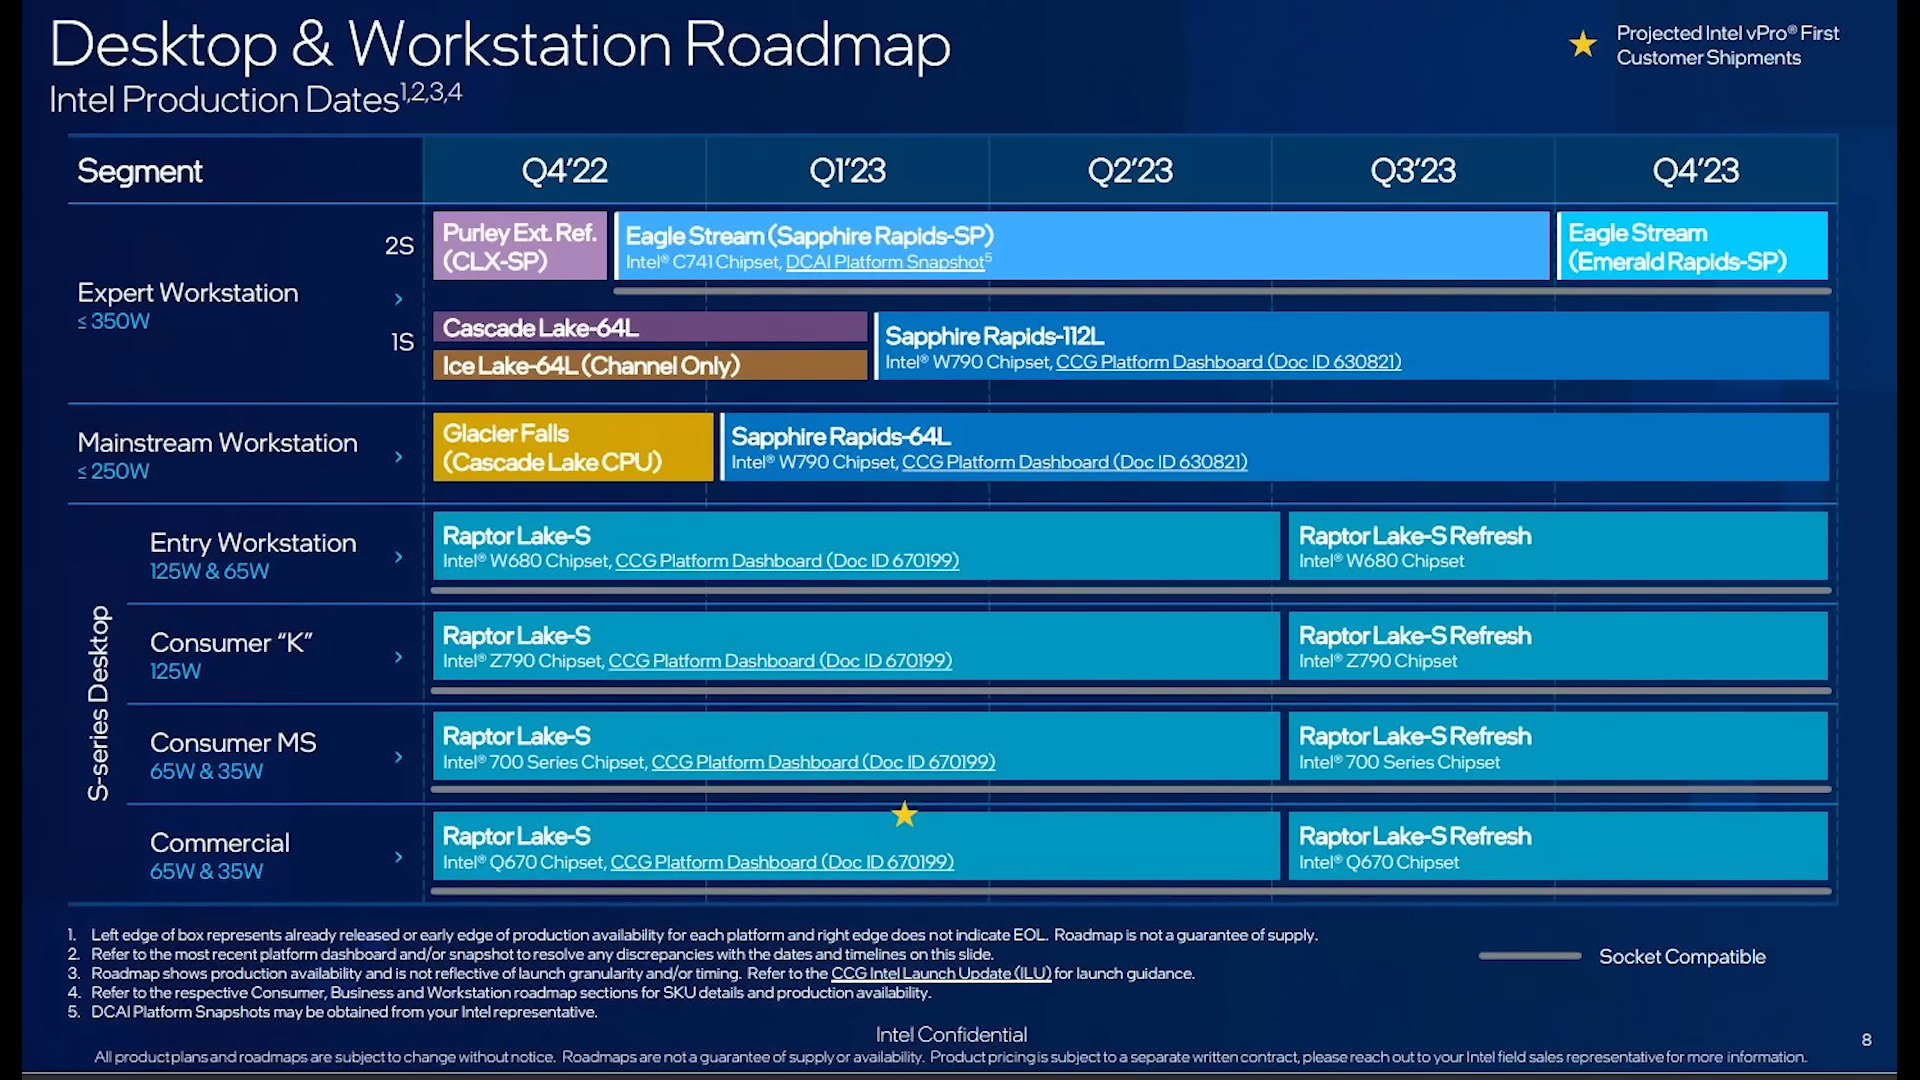 Desktop & Workstation Roadmap
Intel Production Dates1,2,3,4
Projected Intel vPro® First
Customer Shipments
Segment
Q4’22
Q1’23
Q2’23
Q3’23
Q4’23
Expert Workstation
≤ 350W
2S
Purley Ext. Ref.
(CLX-SP)
Eagle Stream (Sapphire Rapids-SP)
Intel® C741 Chipset, DCAI Platform Snapshot5
Eagle Stream
(Emerald Rapids-SP)
1S
Cascade Lake-64L
Ice Lake-64L (Channel Only)
Sapphire Rapids-112L
Intel® W790 Chipset, CCG Platform Dashboard (Doc ID 630821)
Mainstream Workstation
≤ 250W
Glacier Falls
(Cascade Lake CPU)
Sapphire Rapids-64L
Intel® W790 Chipset, CCG Platform Dashboard (Doc ID 630821)
S-series Desktop
Entry Workstation
125W & 65W
Raptor Lake-S
Intel® W680 Chipset, CCG Platform Dashboard (Doc ID 670199)
Raptor Lake-S Refresh
Intel® W680 Chipset
Consumer “K”
125W
Raptor Lake-S
Intel® Z790 Chipset, CCG Platform Dashboard (Doc ID 670199)
Raptor Lake-S Refresh
Intel® Z790 Chipset
Consumer MS
65W & 35W
Raptor Lake-S
Intel® 700 Series Chipset, CCG Platform Dashboard (Doc ID 670199)
Raptor Lake-S Refresh
Intel® 700 Series Chipset
Commercial
65W & 35W
Raptor Lake-S
Intel® Q670 Chipset, CCG Platform Dashboard (Doc ID 670199)
Raptor Lake-S Refresh
Intel® Q670 Chipset
1. Left edge of box represents already released or early edge of production availability for each platform and right edge does not indicate EOL. Roadmap is not a guarantee of supply.
2. Refer to the most recent platform dashboard and/or snapshot to resolve any discrepancies with the dates and timelines on this slide.
3. Roadmap shows production availability and is not reflective of launch granularity and/or timing. Refer to the CCG Intel Launch Update (ILU) for launch guidance.
4. Refer to the respective Consumer, Business and Workstation roadmap sections for SKU details and production availability.
5. DCAI Platform Snapshots may be obtained from your Intel representative.
Socket Compatible
Intel Confidential
8
All product plans and roadmaps are subject to change without notice. Roadmaps are not a guarantee of supply or availability. Product pricing is subject to a separate written contract, please reach out to your Intel field sales representative for more information.